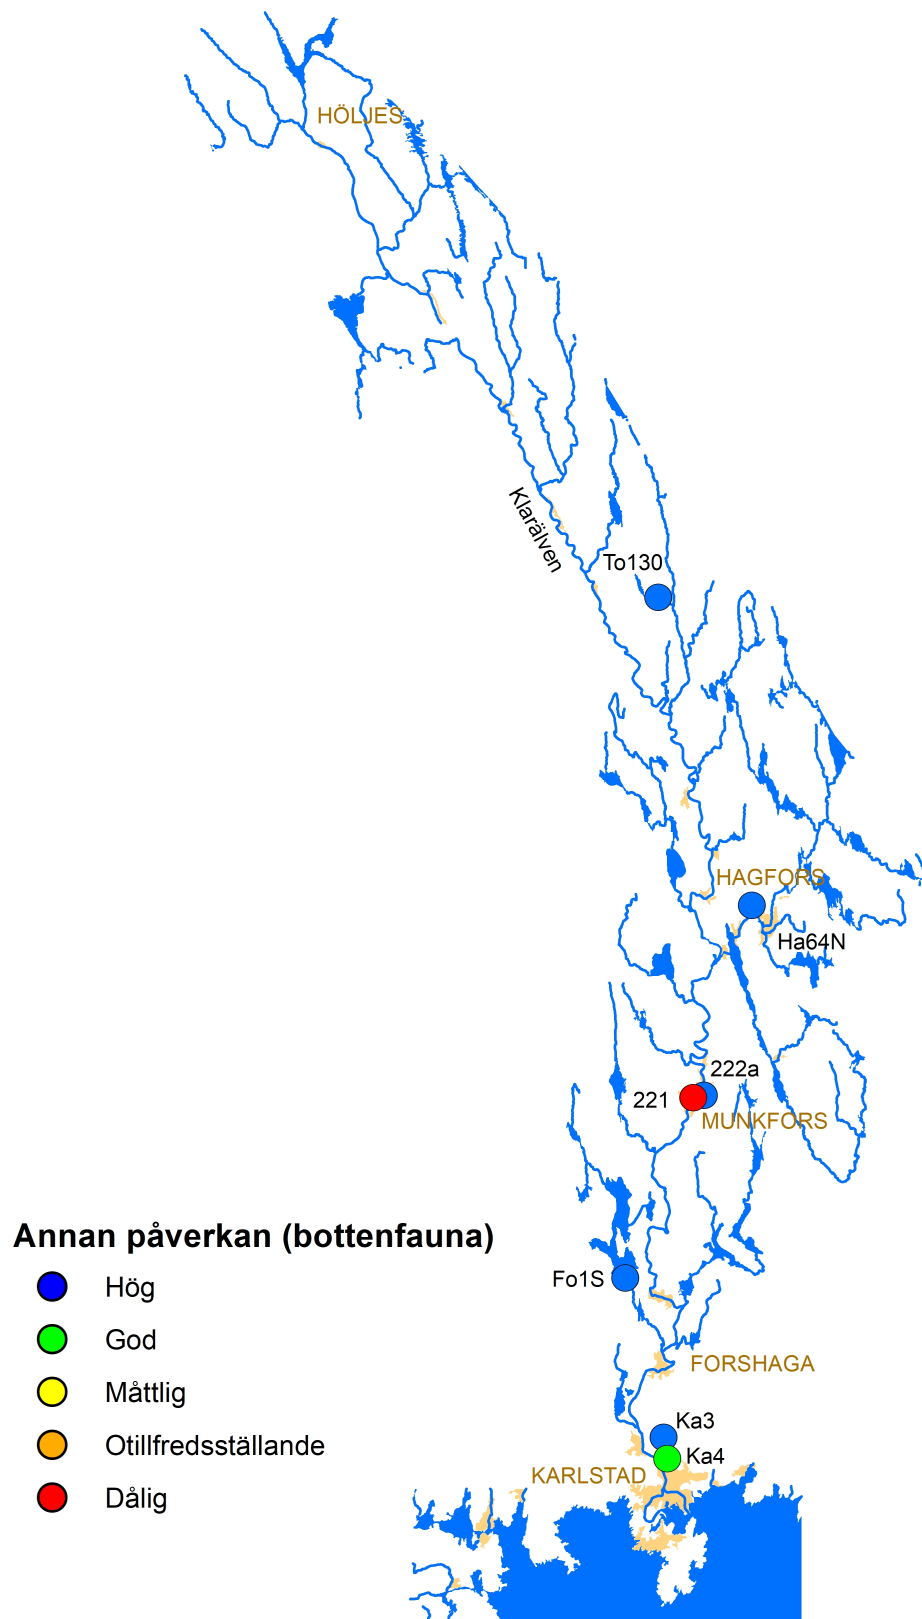 HÖLJES
Klarälven
To130
HAGFORS
Ha64N
222a
221
MUNKFORS
Annan påverkan (bottenfauna)
Hög
God
Måttlig
Otillfredsställande
Dålig
Fo1S
FORSHAGA
Ka3
Ka4
KARLSTAD